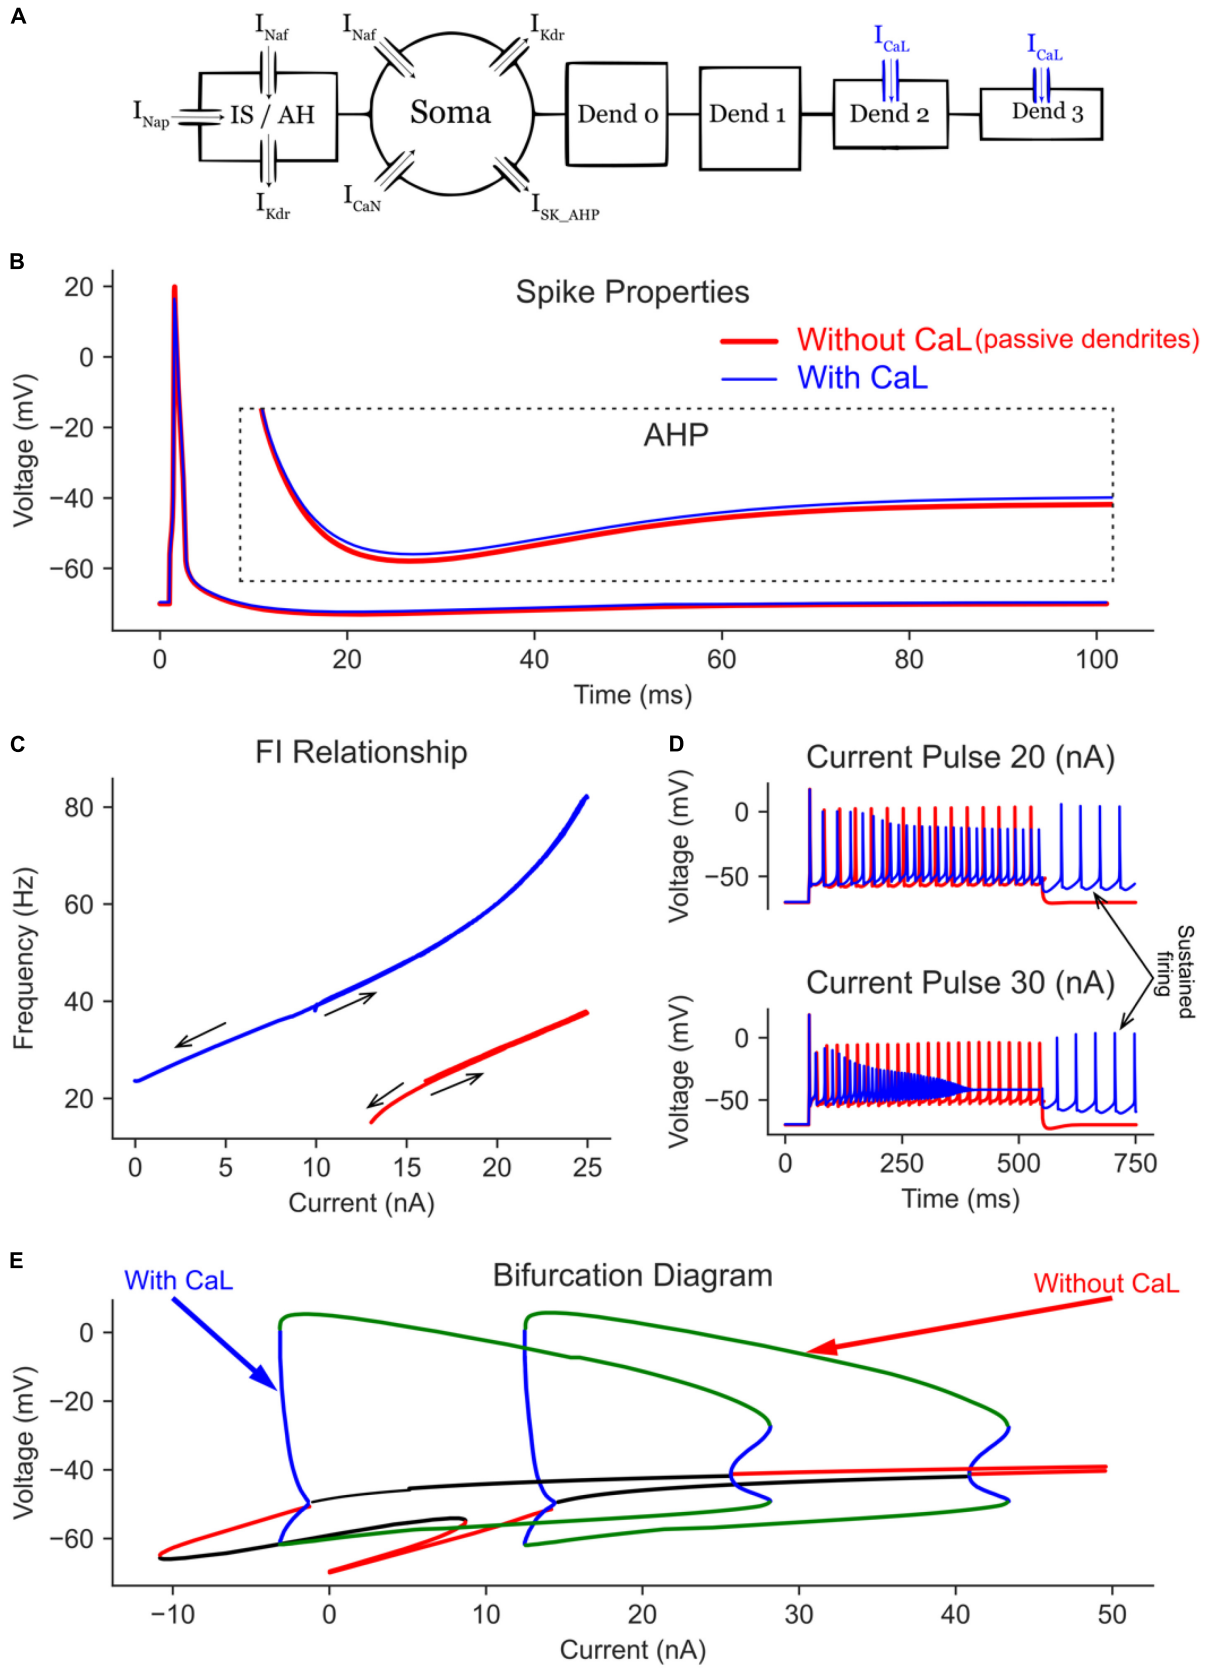 A
I_Naf I_Naf I_Kdr I_CaL I_CaL
I_Nap IS / AH Soma Dend 0 Dend 1 Dend 2 Dend 3
I_Kdr I_CaN I_SK_AHP
B
Spike Properties
Without CaL (passive dendrites)
With CaL
AHP
Voltage (mV)
20
0
−20
−40
−60
0 20 40 60 80 100
Time (ms)
C
FI Relationship
Frequency (Hz)
80
60
40
20
0 5 10 15 20 25
Current (nA)
D
Current Pulse 20 (nA)
Voltage (mV)
0
−50
Sustained
firing
Current Pulse 30 (nA)
Voltage (mV)
0
−50
0 250 500 750
Time (ms)
E
Bifurcation Diagram
With CaL
Without CaL
Voltage (mV)
0
−20
−40
−60
−10 0 10 20 30 40 50
Current (nA)